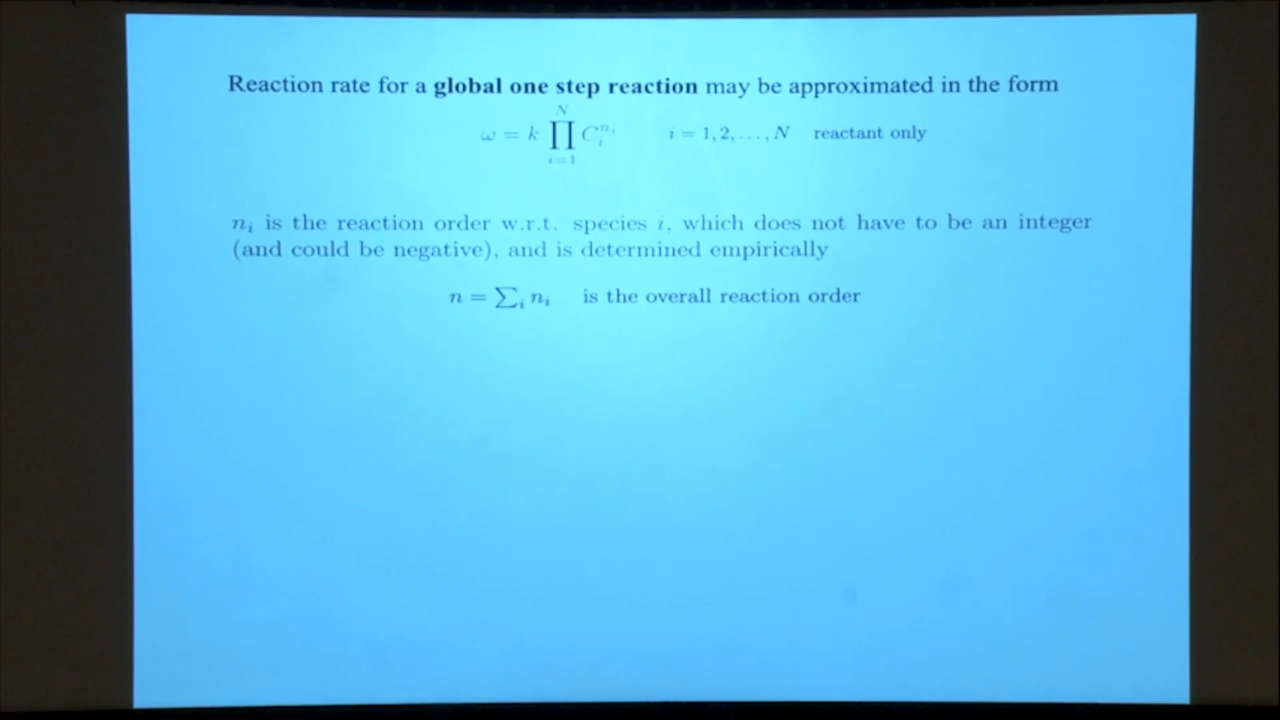 Reaction rate for a global one step reaction may be approximated in the form
N
ω = k ∏ C_i^{n_i} i = 1, 2, . . . , N reactant only
i=1
n_i is the reaction order w.r.t. species i, which does not have to be an integer
(and could be negative), and is determined empirically
n = ∑_i n_i is the overall reaction order